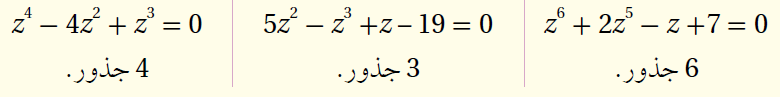 z⁶ + 2z⁵ − z + 7 = 0
6 جذور.
5z² − z³ + z − 19 = 0
3 جذور.
z⁴ − 4z² + z³ = 0
4 جذور.